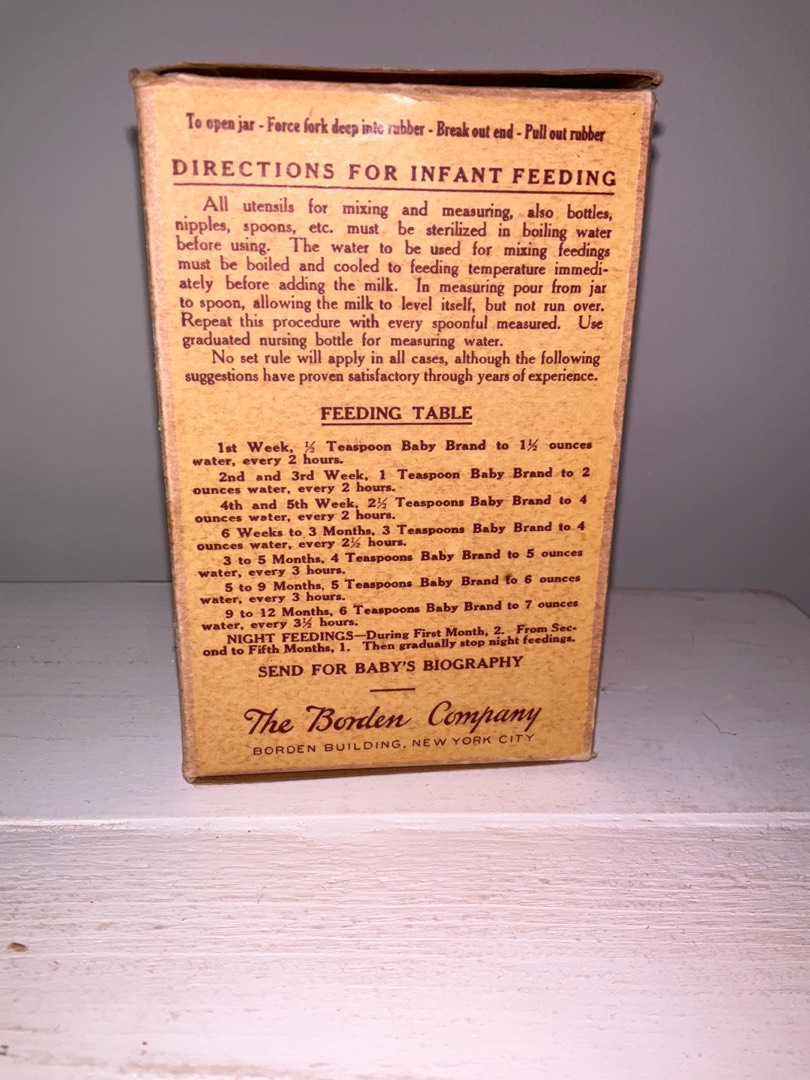 To open jar - Force fork deep into rubber - Break out end - Pull out rubber
DIRECTIONS FOR INFANT FEEDING
All utensils for mixing and measuring, also bottles,
nipples, spoons, etc. must be sterilized in boiling water
before using. The water to be used for mixing feedings
must be boiled and cooled to feeding temperature immedi-
ately before adding the milk. In measuring pour from jar
to spoon, allowing the milk to level itself, but not run over.
Repeat this procedure with every spoonful measured. Use
graduated nursing bottle for measuring water.
No set rule will apply in all cases, although the following
suggestions have proven satisfactory through years of experience.
FEEDING TABLE
1st Week, ½ Teaspoon Baby Brand to 1½ ounces
water, every 2 hours.
2nd and 3rd Week, 1 Teaspoon Baby Brand to 2
ounces water, every 2 hours.
4th and 5th Week, 2½ Teaspoons Baby Brand to 4
ounces water, every 2 hours.
6 Weeks to 3 Months, 3 Teaspoons Baby Brand to 4
ounces water, every 2½ hours.
3 to 5 Months, 4 Teaspoons Baby Brand to 5 ounces
water, every 3 hours.
5 to 9 Months, 5 Teaspoons Baby Brand to 6 ounces
water, every 3 hours.
9 to 12 Months, 6 Teaspoons Baby Brand to 7 ounces
water, every 3½ hours.
NIGHT FEEDINGS—During First Month, 2. From Sec-
ond to Fifth Months, 1. Then gradually stop night feedings.
SEND FOR BABY'S BIOGRAPHY
The Borden Company
BORDEN BUILDING, NEW YORK CITY